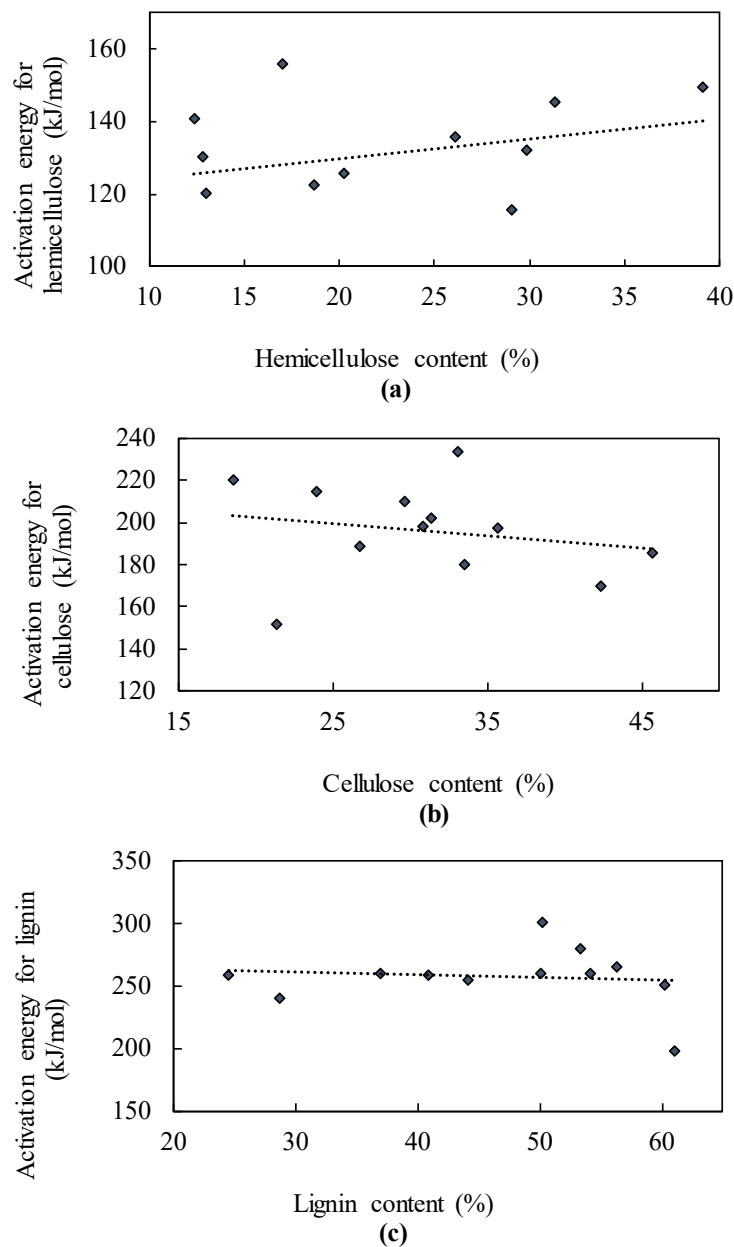 Activation energy for
hemicellulose (kJ/mol)
160
140
120
100
10 15 20 25 30 35 40
Hemicellulose content (%)
(a)
Activation energy for
cellulose (kJ/mol)
240
220
200
180
160
140
120
15 25 35 45
Cellulose content (%)
(b)
Activation energy for lignin
(kJ/mol)
350
300
250
200
150
20 30 40 50 60
Lignin content (%)
(c)